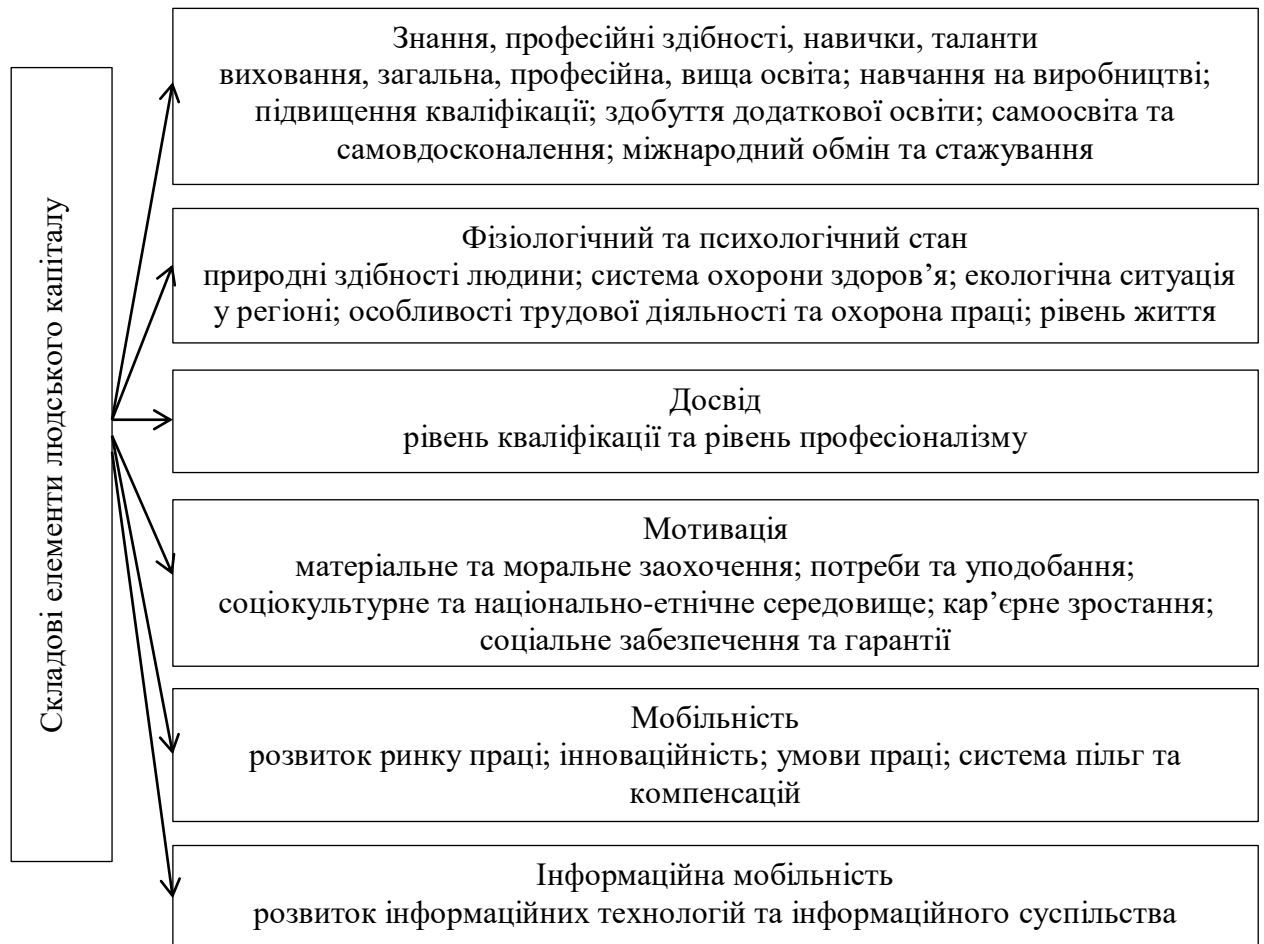 Складові елементи людського капіталу
Знання, професійні здібності, навички, таланти
виховання, загальна, професійна, вища освіта; навчання на виробництві;
підвищення кваліфікації; здобуття додаткової освіти; самоосвіта та
самовдосконалення; міжнародний обмін та стажування
Фізіологічний та психологічний стан
природні здібності людини; система охорони здоров’я; екологічна ситуація
у регіоні; особливості трудової діяльності та охорона праці; рівень життя
Досвід
рівень кваліфікації та рівень професіоналізму
Мотивація
матеріальне та моральне заохочення; потреби та уподобання;
соціокультурне та національно-етнічне середовище; кар’єрне зростання;
соціальне забезпечення та гарантії
Мобільність
розвиток ринку праці; інноваційність; умови праці; система пільг та
компенсацій
Інформаційна мобільність
розвиток інформаційних технологій та інформаційного суспільства